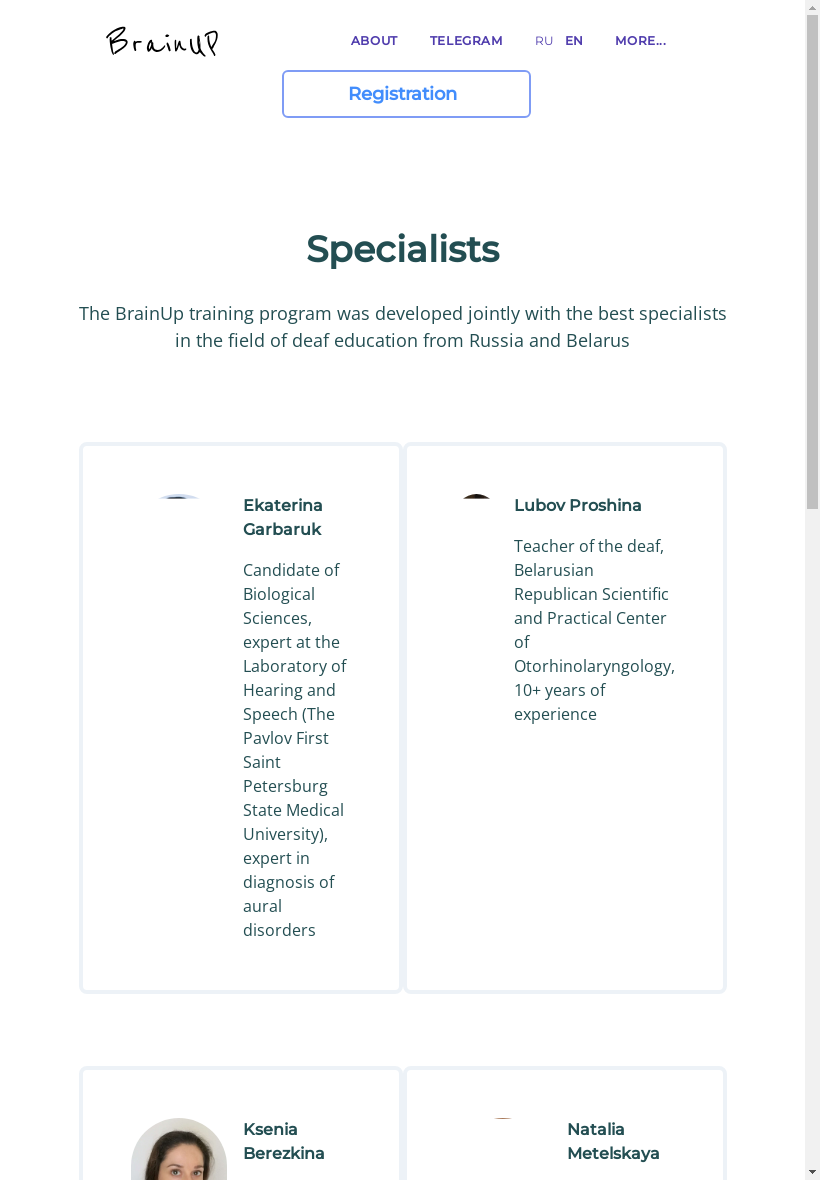 BrainUP
ABOUT TELEGRAM RU EN MORE...
Registration
Specialists
The BrainUp training program was developed jointly with the best specialists
in the field of deaf education from Russia and Belarus
Ekaterina
Garbaruk
Candidate of
Biological
Sciences,
expert at the
Laboratory of
Hearing and
Speech (The
Pavlov First
Saint
Petersburg
State Medical
University),
expert in
diagnosis of
aural
disorders
Lubov Proshina
Teacher of the deaf,
Belarusian
Republican Scientific
and Practical Center
of
Otorhinolaryngology,
10+ years of
experience
Ksenia
Berezkina
Natalia
Metelskaya